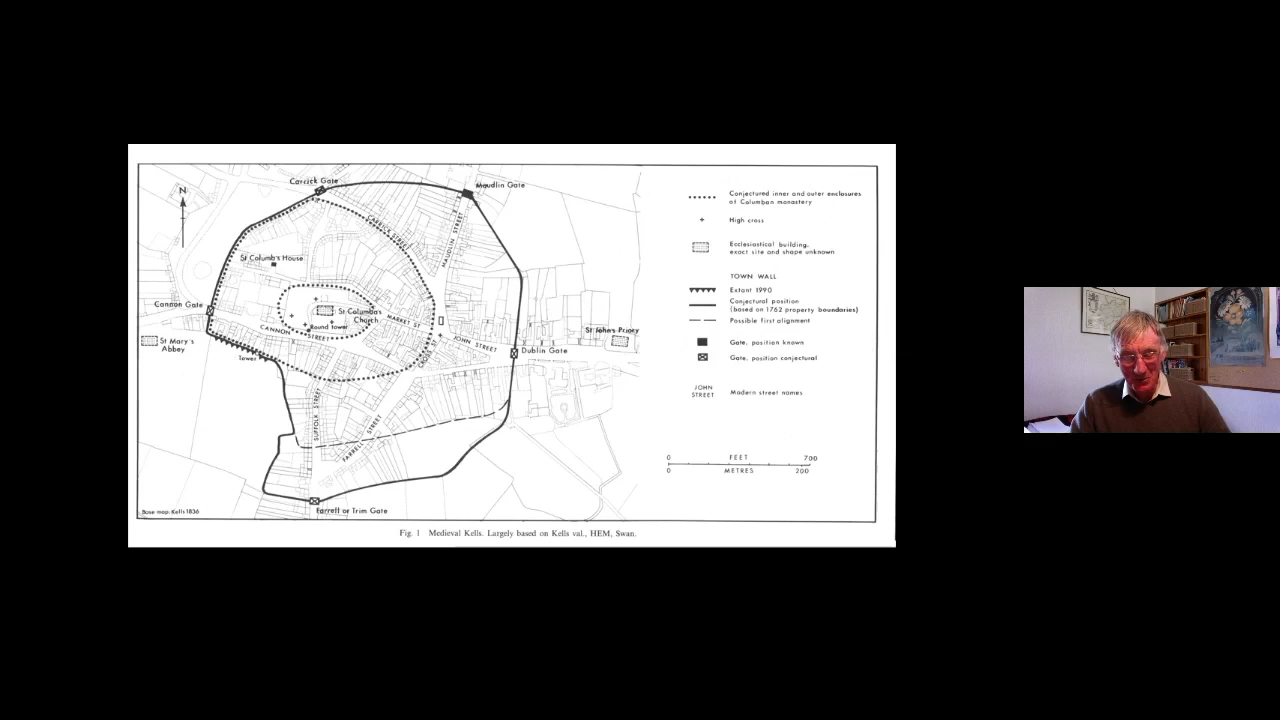 Carrick Gate
Maudlin Gate
N
CARRICK STREET
MAUDLIN STREET
St Columb's House
Cannon Gate
St Columba's
Church
Round tower
MARKET ST
CANNON
STREET
CROSS ST
JOHN STREET
St John's Priory
St Mary's
Abbey
Tower
Dublin Gate
SUFFOLK STREET
FARRELL STREET
Farrell or Trim Gate
Base map: Kells 1836
Conjectured inner and outer enclosures
of Columban monastery
High cross
Ecclesiastical building,
exact site and shape unknown
TOWN WALL
Extant 1990
Conjectural position
(based on 1762 property boundaries)
Possible first alignment
Gate, position known
Gate, position conjectural
JOHN
STREET
Modern street names
0 FEET 700
0 METRES 200
Fig. 1 Medieval Kells. Largely based on Kells val., HEM, Swan.